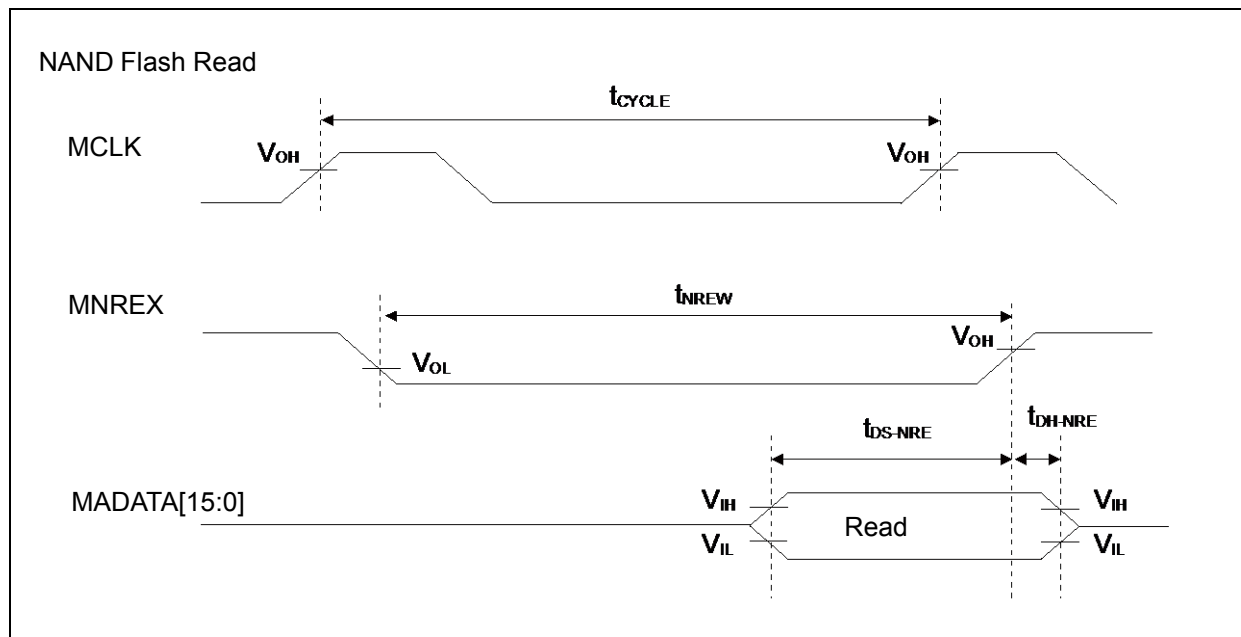 NAND Flash Read
tCYCLE
MCLK
VOH
VOH
tNREW
MNREX
VOH
VOL
tDS-NRE
tDH-NRE
MADATA[15:0]
VIH
VIH
Read
VIL
VIL